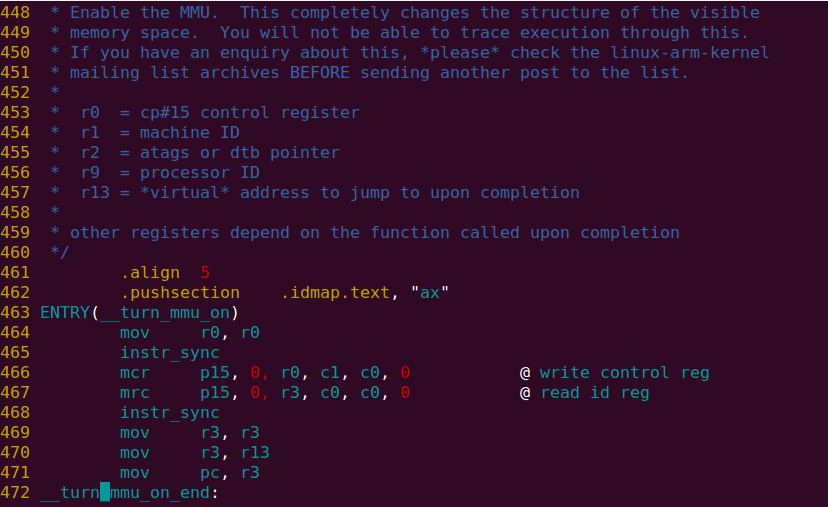 448  * Enable the MMU.  This completely changes the structure of the visible
449  * memory space.  You will not be able to trace execution through this.
450  * If you have an enquiry about this, *please* check the linux-arm-kernel
451  * mailing list archives BEFORE sending another post to the list.
452  *
453  *  r0  = cp#15 control register
454  *  r1  = machine ID
455  *  r2  = atags or dtb pointer
456  *  r9  = processor ID
457  *  r13 = *virtual* address to jump to upon completion
458  *
459  * other registers depend on the function called upon completion
460  */
461         .align  5
462         .pushsection    .idmap.text, "ax"
463 ENTRY(__turn_mmu_on)
464         mov     r0, r0
465         instr_sync
466         mcr     p15, 0, r0, c1, c0, 0           @ write control reg
467         mrc     p15, 0, r3, c0, c0, 0           @ read id reg
468         instr_sync
469         mov     r3, r3
470         mov     r3, r13
471         mov     pc, r3
472 __turn_mmu_on_end: